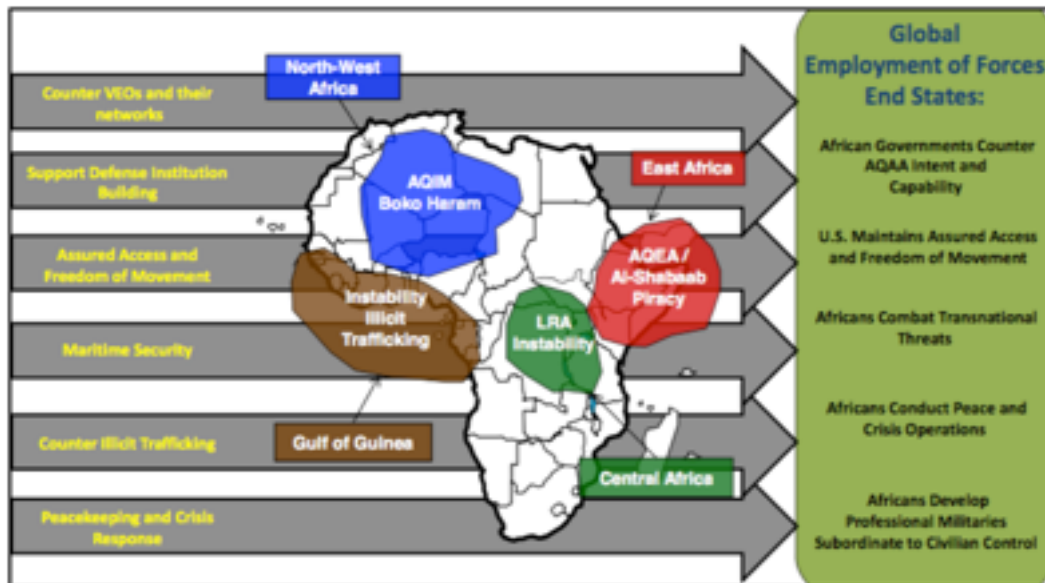 Counter VEOs and their
networks
Support Defense Institution
Building
Assured Access and
Freedom of Movement
Maritime Security
Counter Illicit Trafficking
Peacekeeping and Crisis
Response
North-West
Africa
AQIM
Boko Haram
East Africa
AQEA /
Al-Shabaab
Piracy
Instability
Illicit
Trafficking
LRA
Instability
Gulf of Guinea
Central Africa
Global
Employment of Forces
End States:
African Governments Counter
AQAA Intent and
Capability
U.S. Maintains Assured Access
and Freedom of Movement
Africans Combat Transnational
Threats
Africans Conduct Peace and
Crisis Operations
Africans Develop
Professional Militaries
Subordinate to Civilian Control